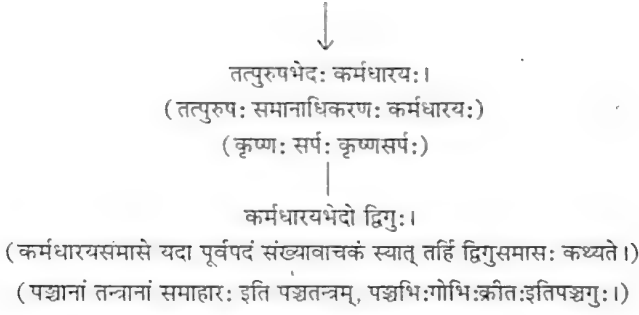 तत्पुरुषभेदः कर्मधारयः।
(तत्पुरुषः समानाधिकरणः कर्मधारयः)
(कृष्णः सर्पः कृष्णसर्पः)
कर्मधारयभेदो द्विगुः।
(कर्मधारयसमासे यदा पूर्वपदं संख्यावाचकं स्यात् तर्हि द्विगुसमासः कथ्यते।)
(पञ्चानां तन्त्रानां समाहारः इति पञ्चतन्त्रम्, पञ्चभिःगोभिःक्रीतःइतिपञ्चगुः।)